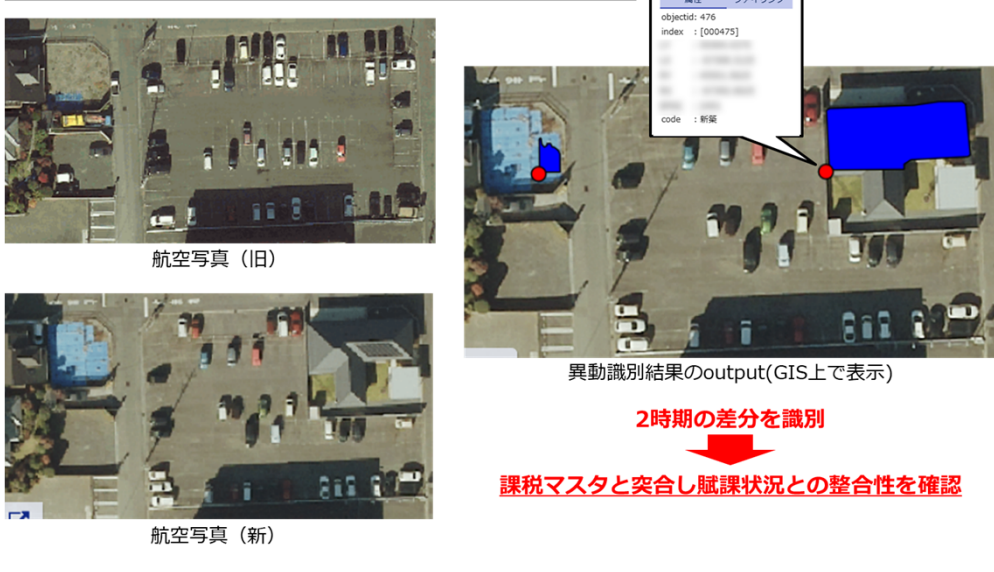 objectid: 476
index : [000475]
code : 新築
航空写真（旧）
航空写真（新）
異動識別結果のoutput(GIS上で表示)
2時期の差分を識別
課税マスタと突合し賦課状況との整合性を確認